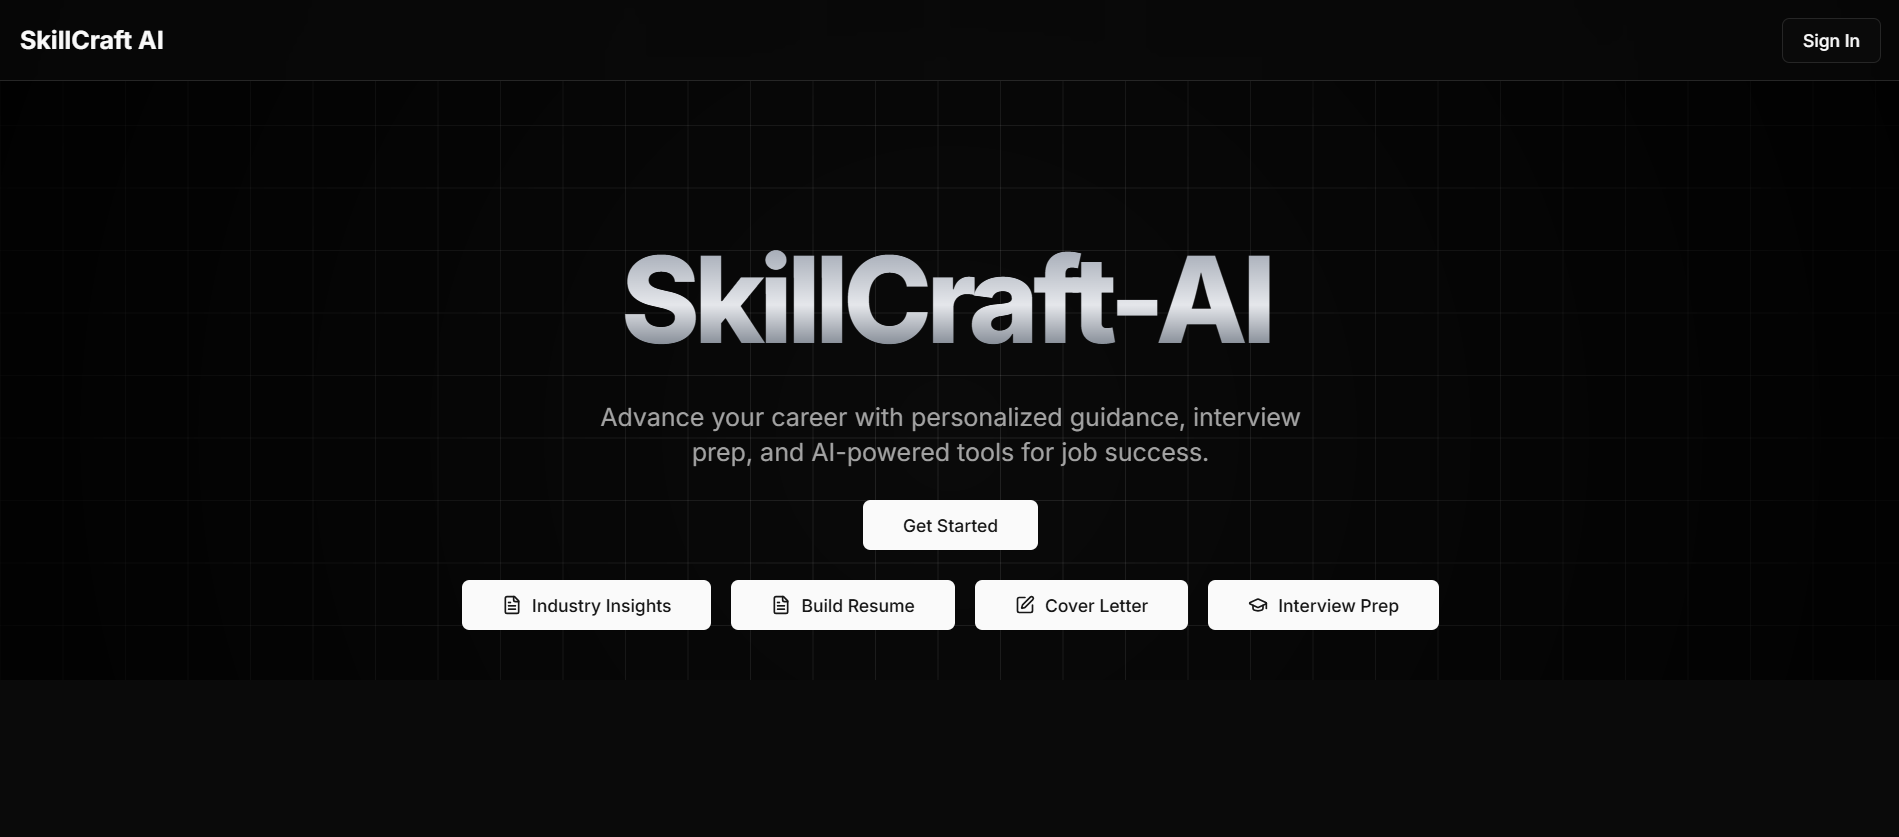 SkillCraft AI
Sign In
SkillCraft-AI
Advance your career with personalized guidance, interview
prep, and AI-powered tools for job success.
Get Started
Industry Insights
Build Resume
Cover Letter
Interview Prep